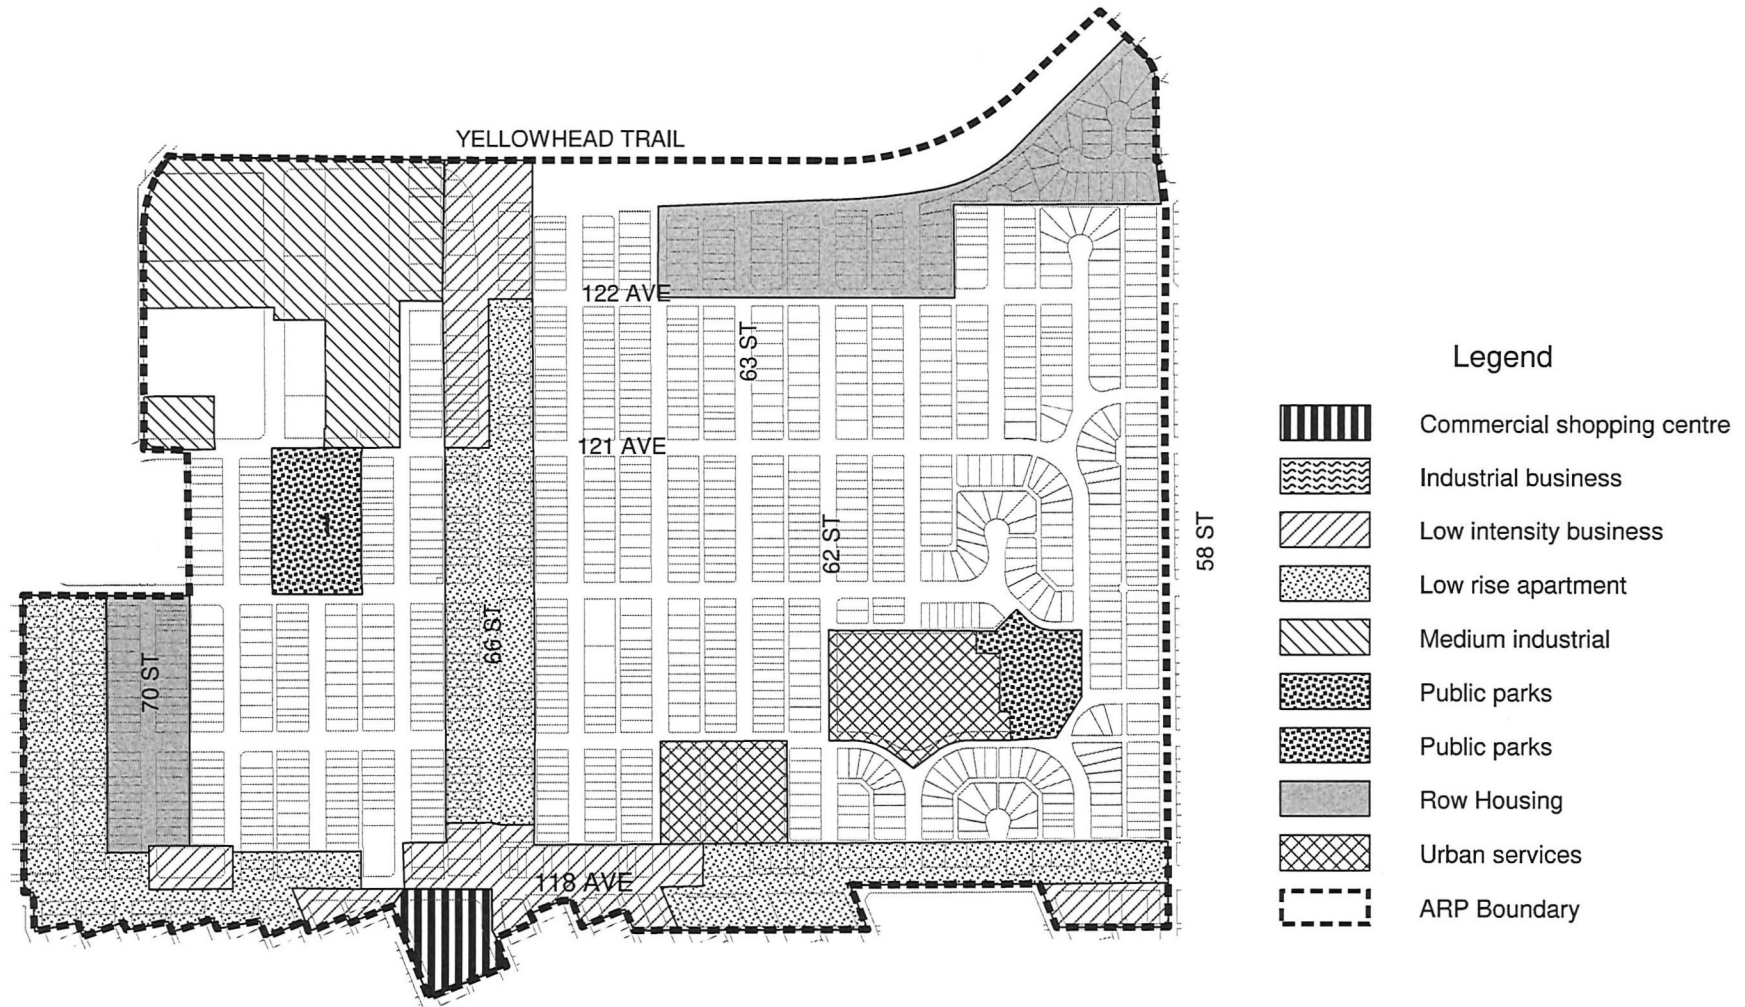 YELLOWHEAD TRAIL
122 AVE
63 ST
121 AVE
1
62 ST
58 ST
66 ST
70 ST
118 AVE
Legend
Commercial shopping centre
Industrial business
Low intensity business
Low rise apartment
Medium industrial
Public parks
Public parks
Row Housing
Urban services
ARP Boundary